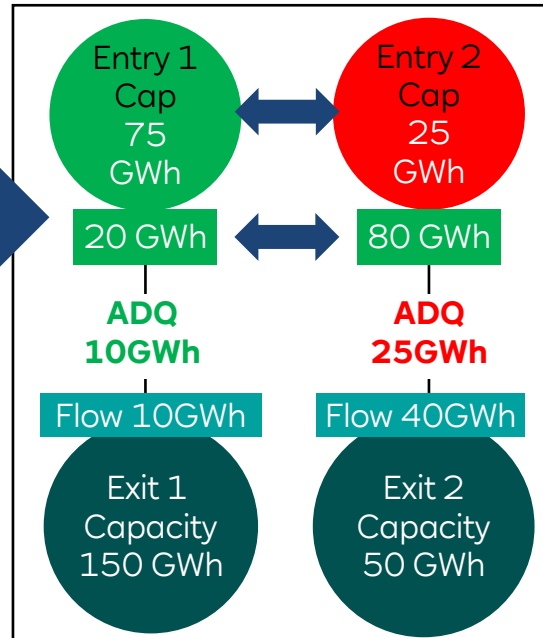 Entry 1
Cap
75
GWh
Entry 2
Cap
25
GWh
20 GWh
80 GWh
ADQ
10GWh
ADQ
25GWh
Flow 10GWh
Flow 40GWh
Exit 1
Capacity
150 GWh
Exit 2
Capacity
50 GWh